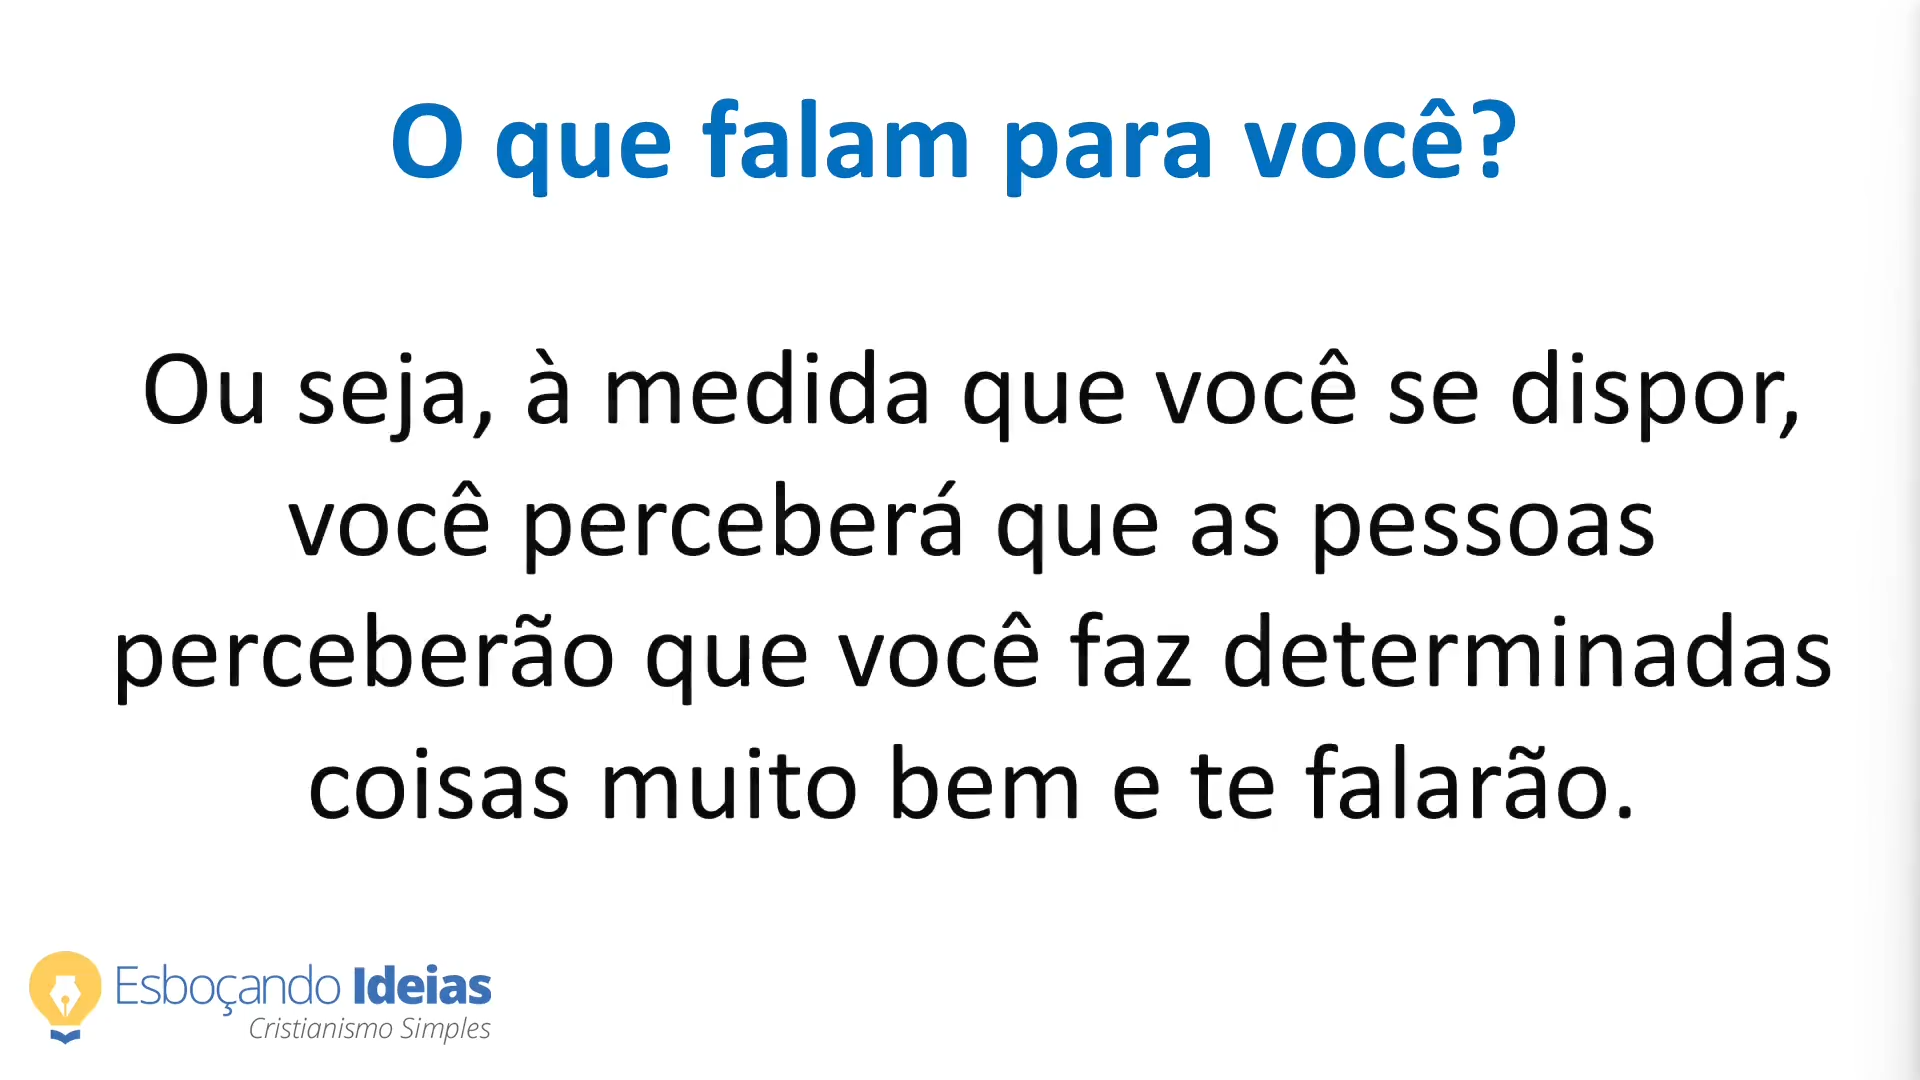 O que falam para você?
Ou seja, à medida que você se dispor,
você perceberá que as pessoas
perceberão que você faz determinadas
coisas muito bem e te falarão.
Esboçando Ideias
Cristianismo Simples